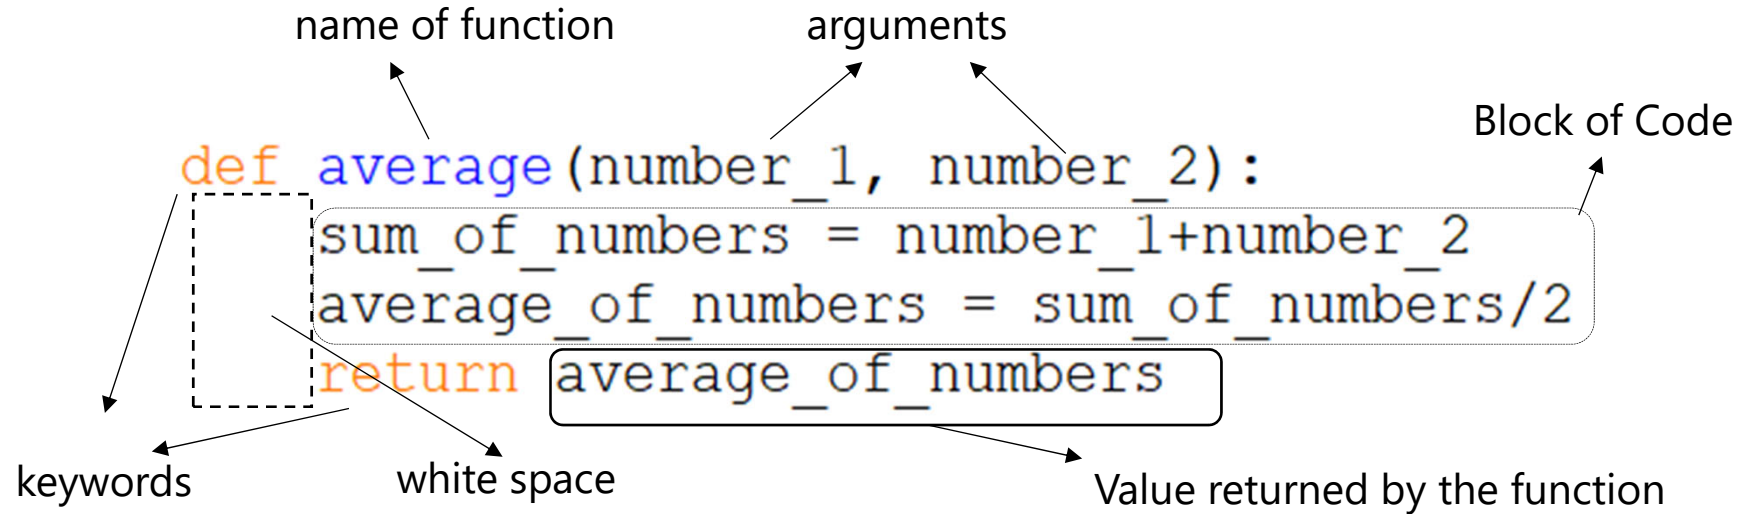 name of function
arguments
Block of Code
def average(number_1, number_2):
sum_of_numbers = number_1+number_2
average_of_numbers = sum_of_numbers/2
return average_of_numbers
keywords
white space
Value returned by the function